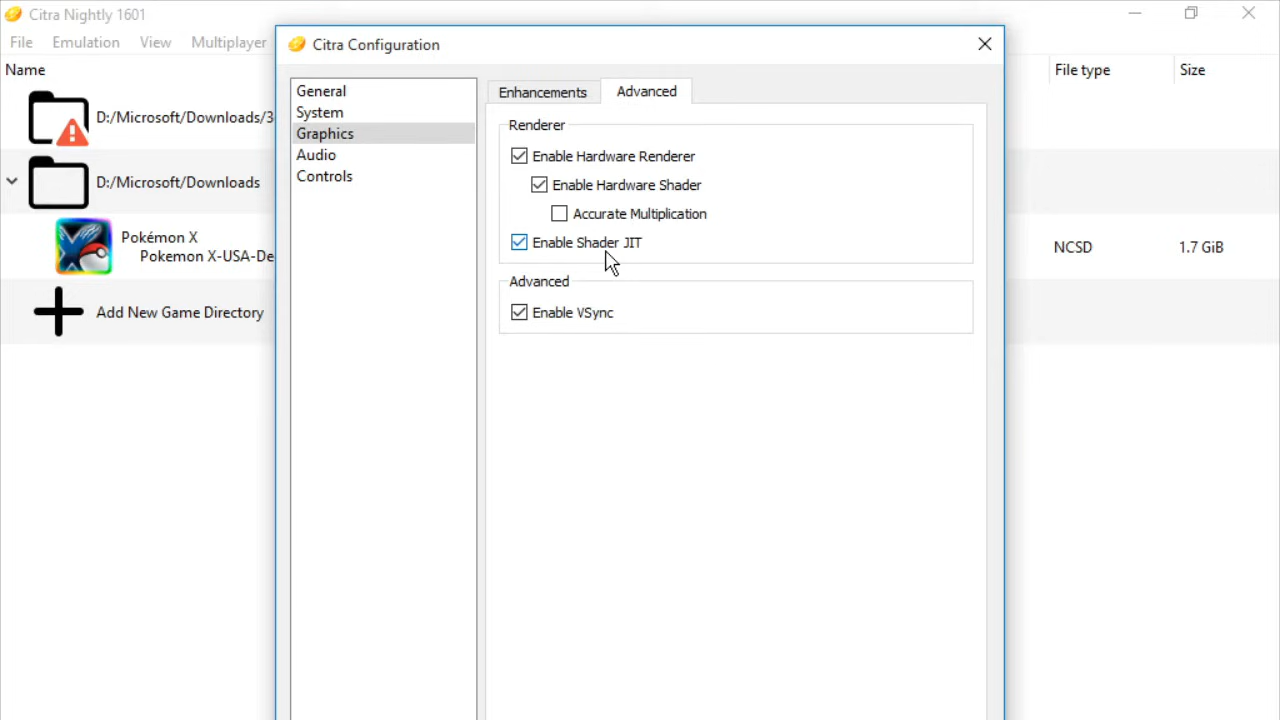 Citra Nightly 1601
File Emulation View Multiplayer
Name File type Size
D:/Microsoft/Downloads/3
D:/Microsoft/Downloads
Pokémon X
Pokemon X-USA-De
NCSD 1.7 GiB
Add New Game Directory
Citra Configuration
General
System
Graphics
Audio
Controls
Enhancements Advanced
Renderer
Enable Hardware Renderer
Enable Hardware Shader
Accurate Multiplication
Enable Shader JIT
Advanced
Enable VSync